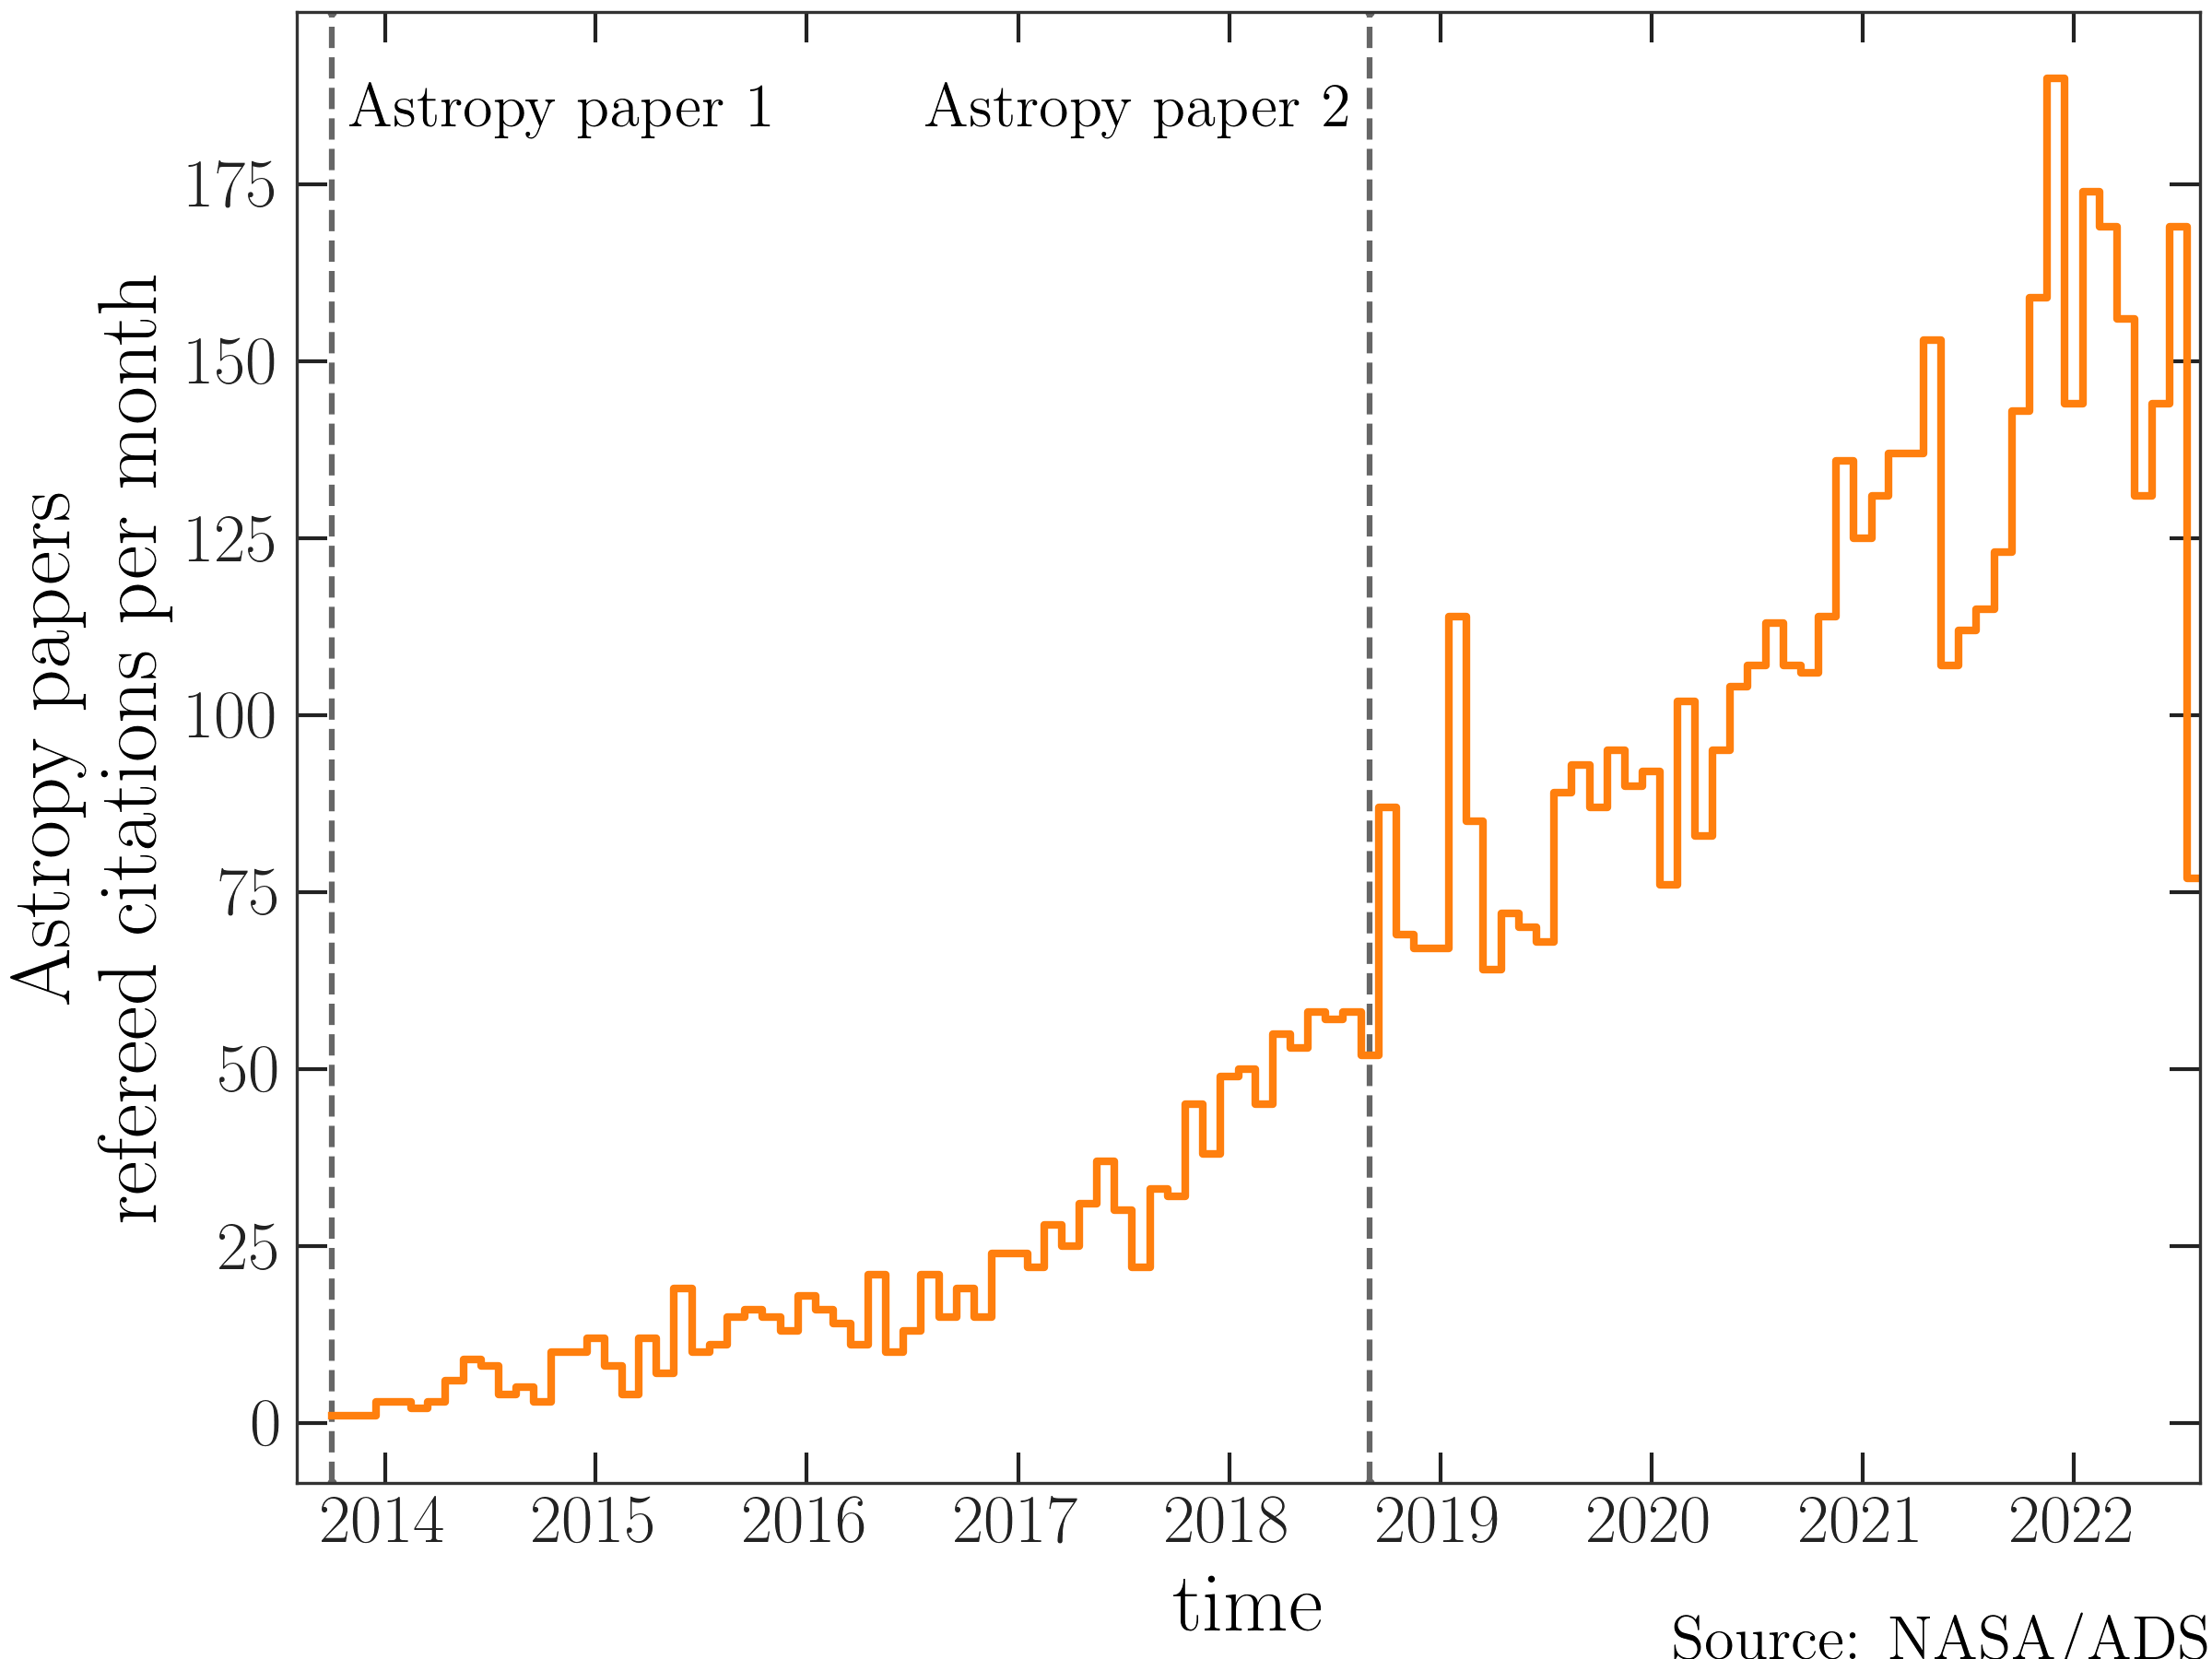 Astropy paper 1
Astropy paper 2
Astropy papers
refereed citations per month
175
150
125
100
75
50
25
0
2014
2015
2016
2017
2018
2019
2020
2021
2022
time
Source: NASA/ADS